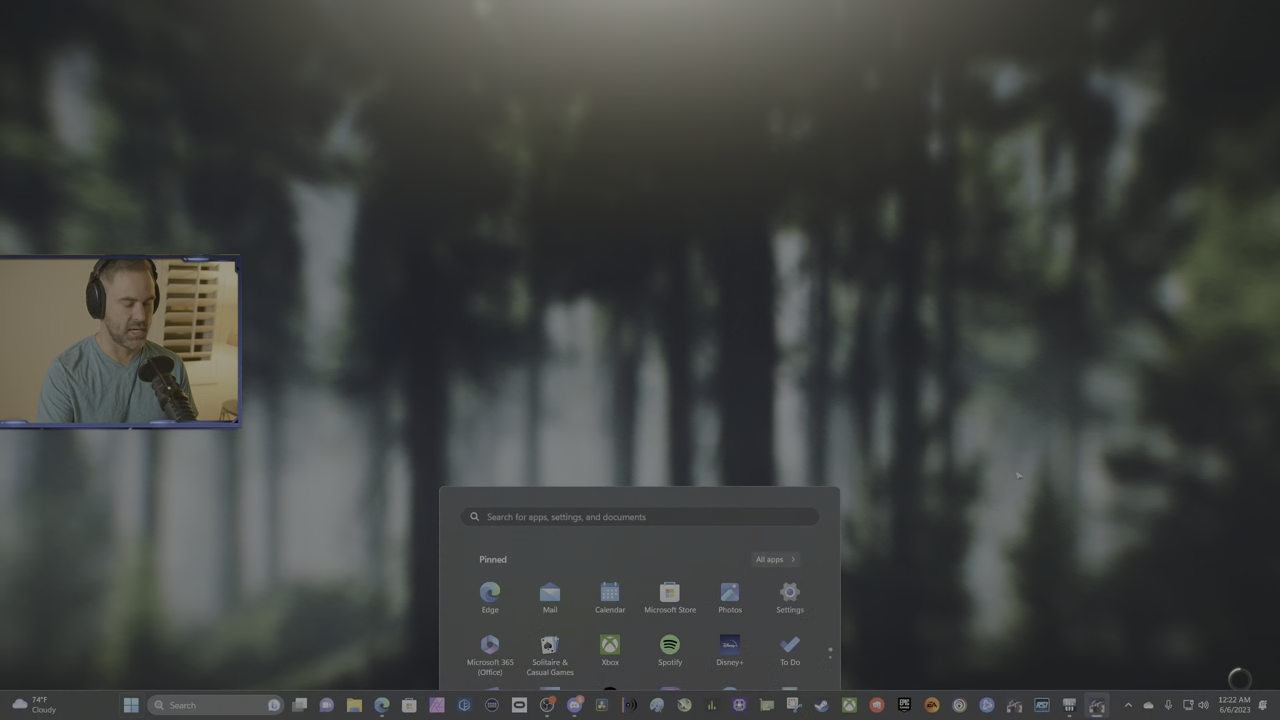 Search for apps, settings, and documents
Pinned
All apps
Edge
Mail
Calendar
Microsoft Store
Photos
Settings
Microsoft 365
(Office)
Solitaire &
Casual Games
Xbox
Spotify
Disney+
To Do
74°F
Cloudy
Search
12:22 AM
6/6/2023